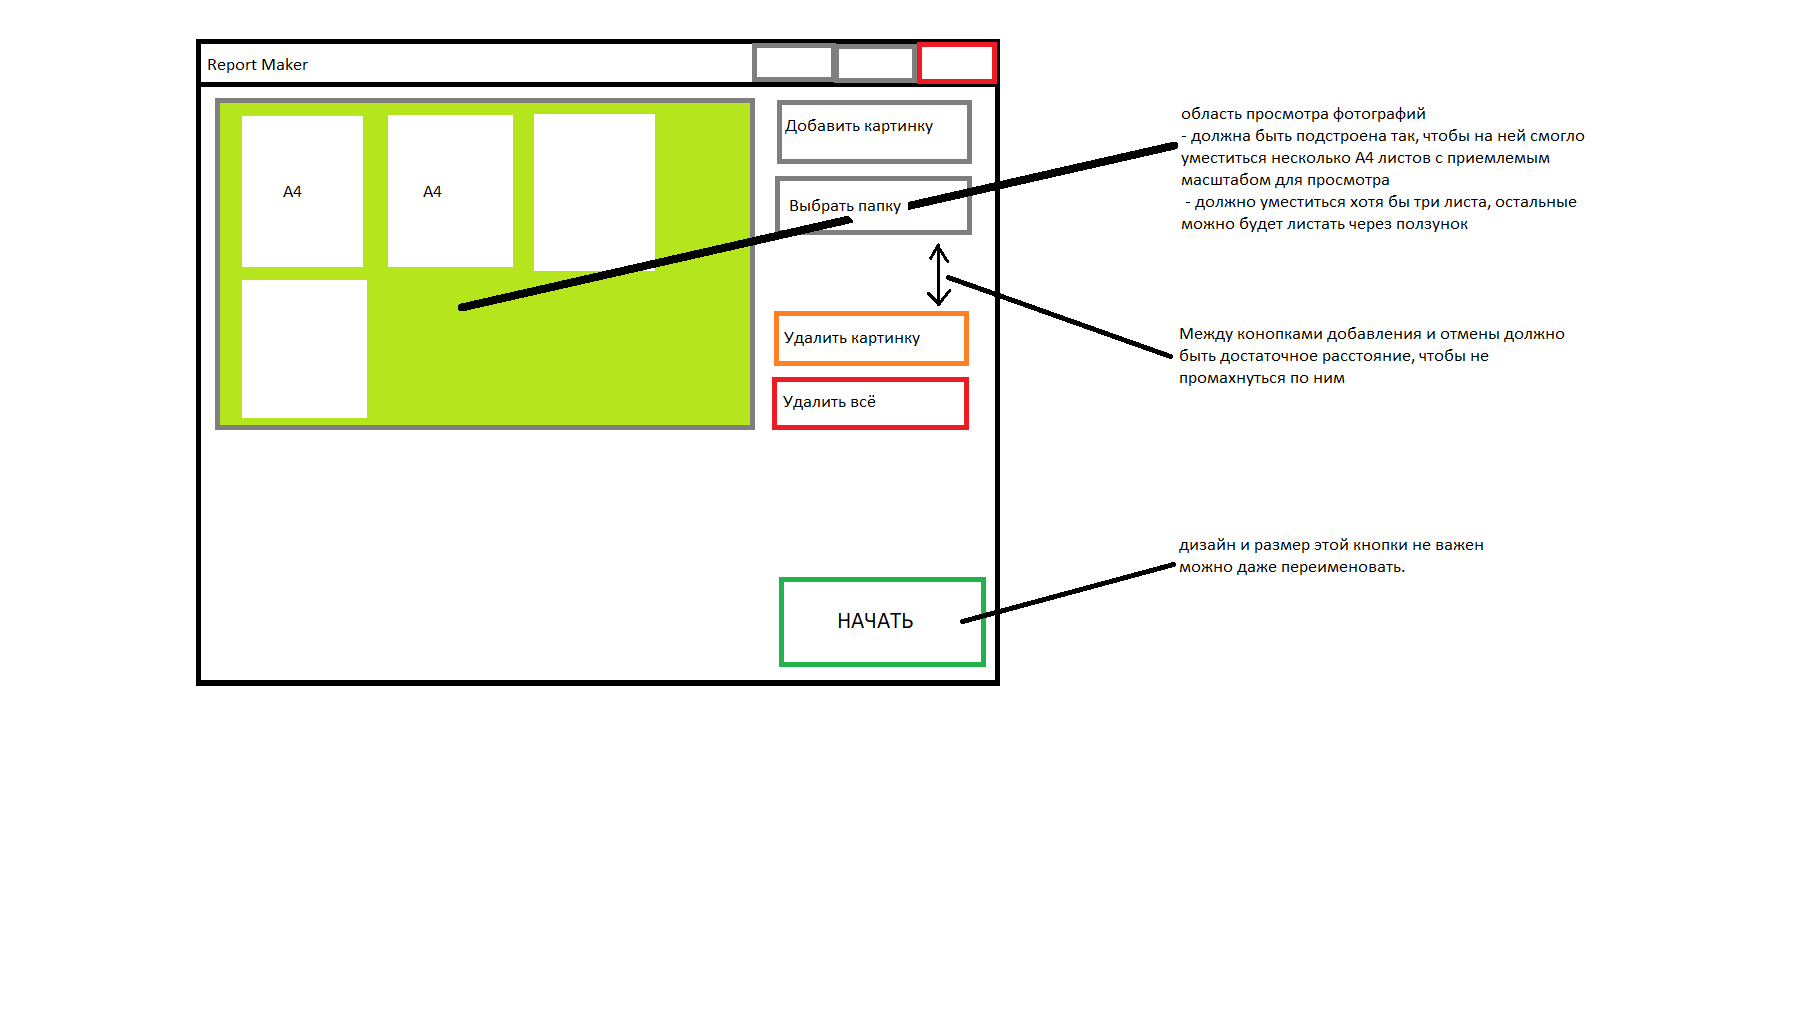 Report Maker
A4
A4
Добавить картинку
Выбрать папку
Удалить картинку
Удалить всё
НАЧАТЬ
область просмотра фотографий
- должна быть подстроена так, чтобы на ней смогло
уместиться несколько А4 листов с приемлемым
масштабом для просмотра
- должно уместиться хотя бы три листа, остальные
можно будет листать через ползунок
Между конопками добавления и отмены должно
быть достаточное расстояние, чтобы не
промахнуться по ним
дизайн и размер этой кнопки не важен
можно даже переименовать.